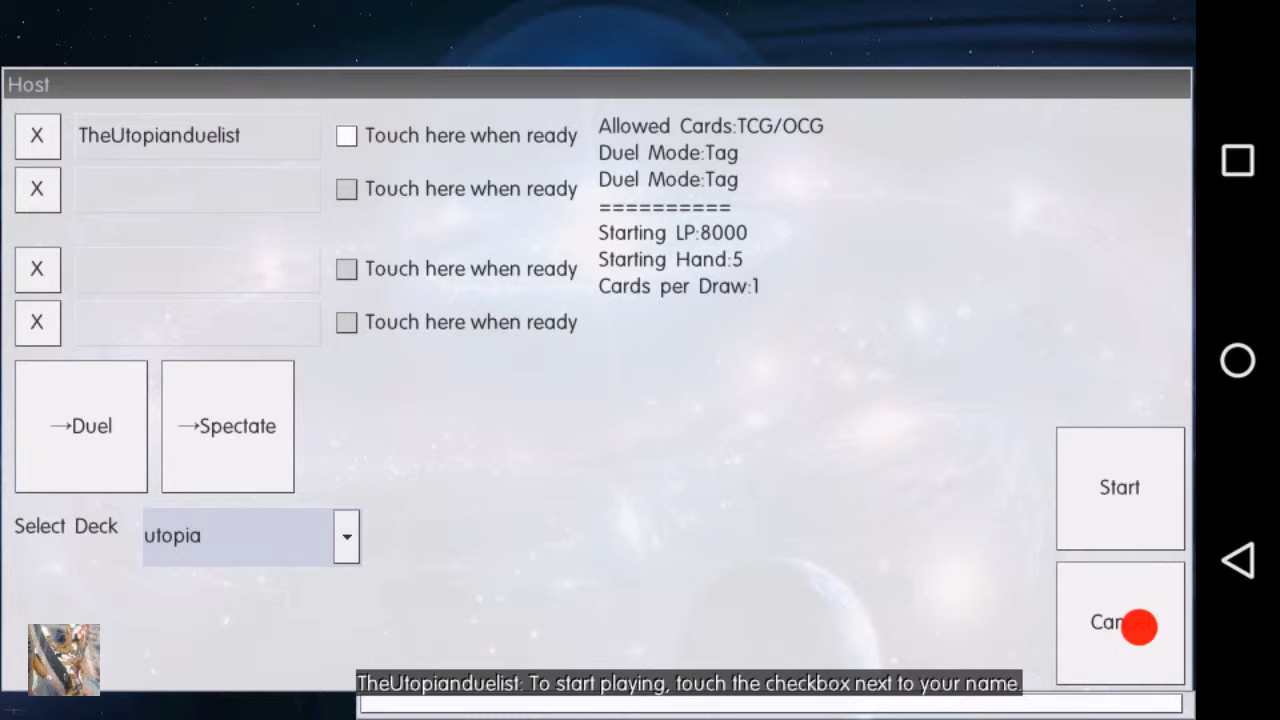 Host
X TheUtopianduelist Touch here when ready
X Touch here when ready
X Touch here when ready
X Touch here when ready
Allowed Cards:TCG/OCG
Duel Mode:Tag
Duel Mode:Tag
==========
Starting LP:8000
Starting Hand:5
Cards per Draw:1
→Duel →Spectate
Select Deck utopia
Start
TheUtopianduelist: To start playing, touch the checkbox next to your name.